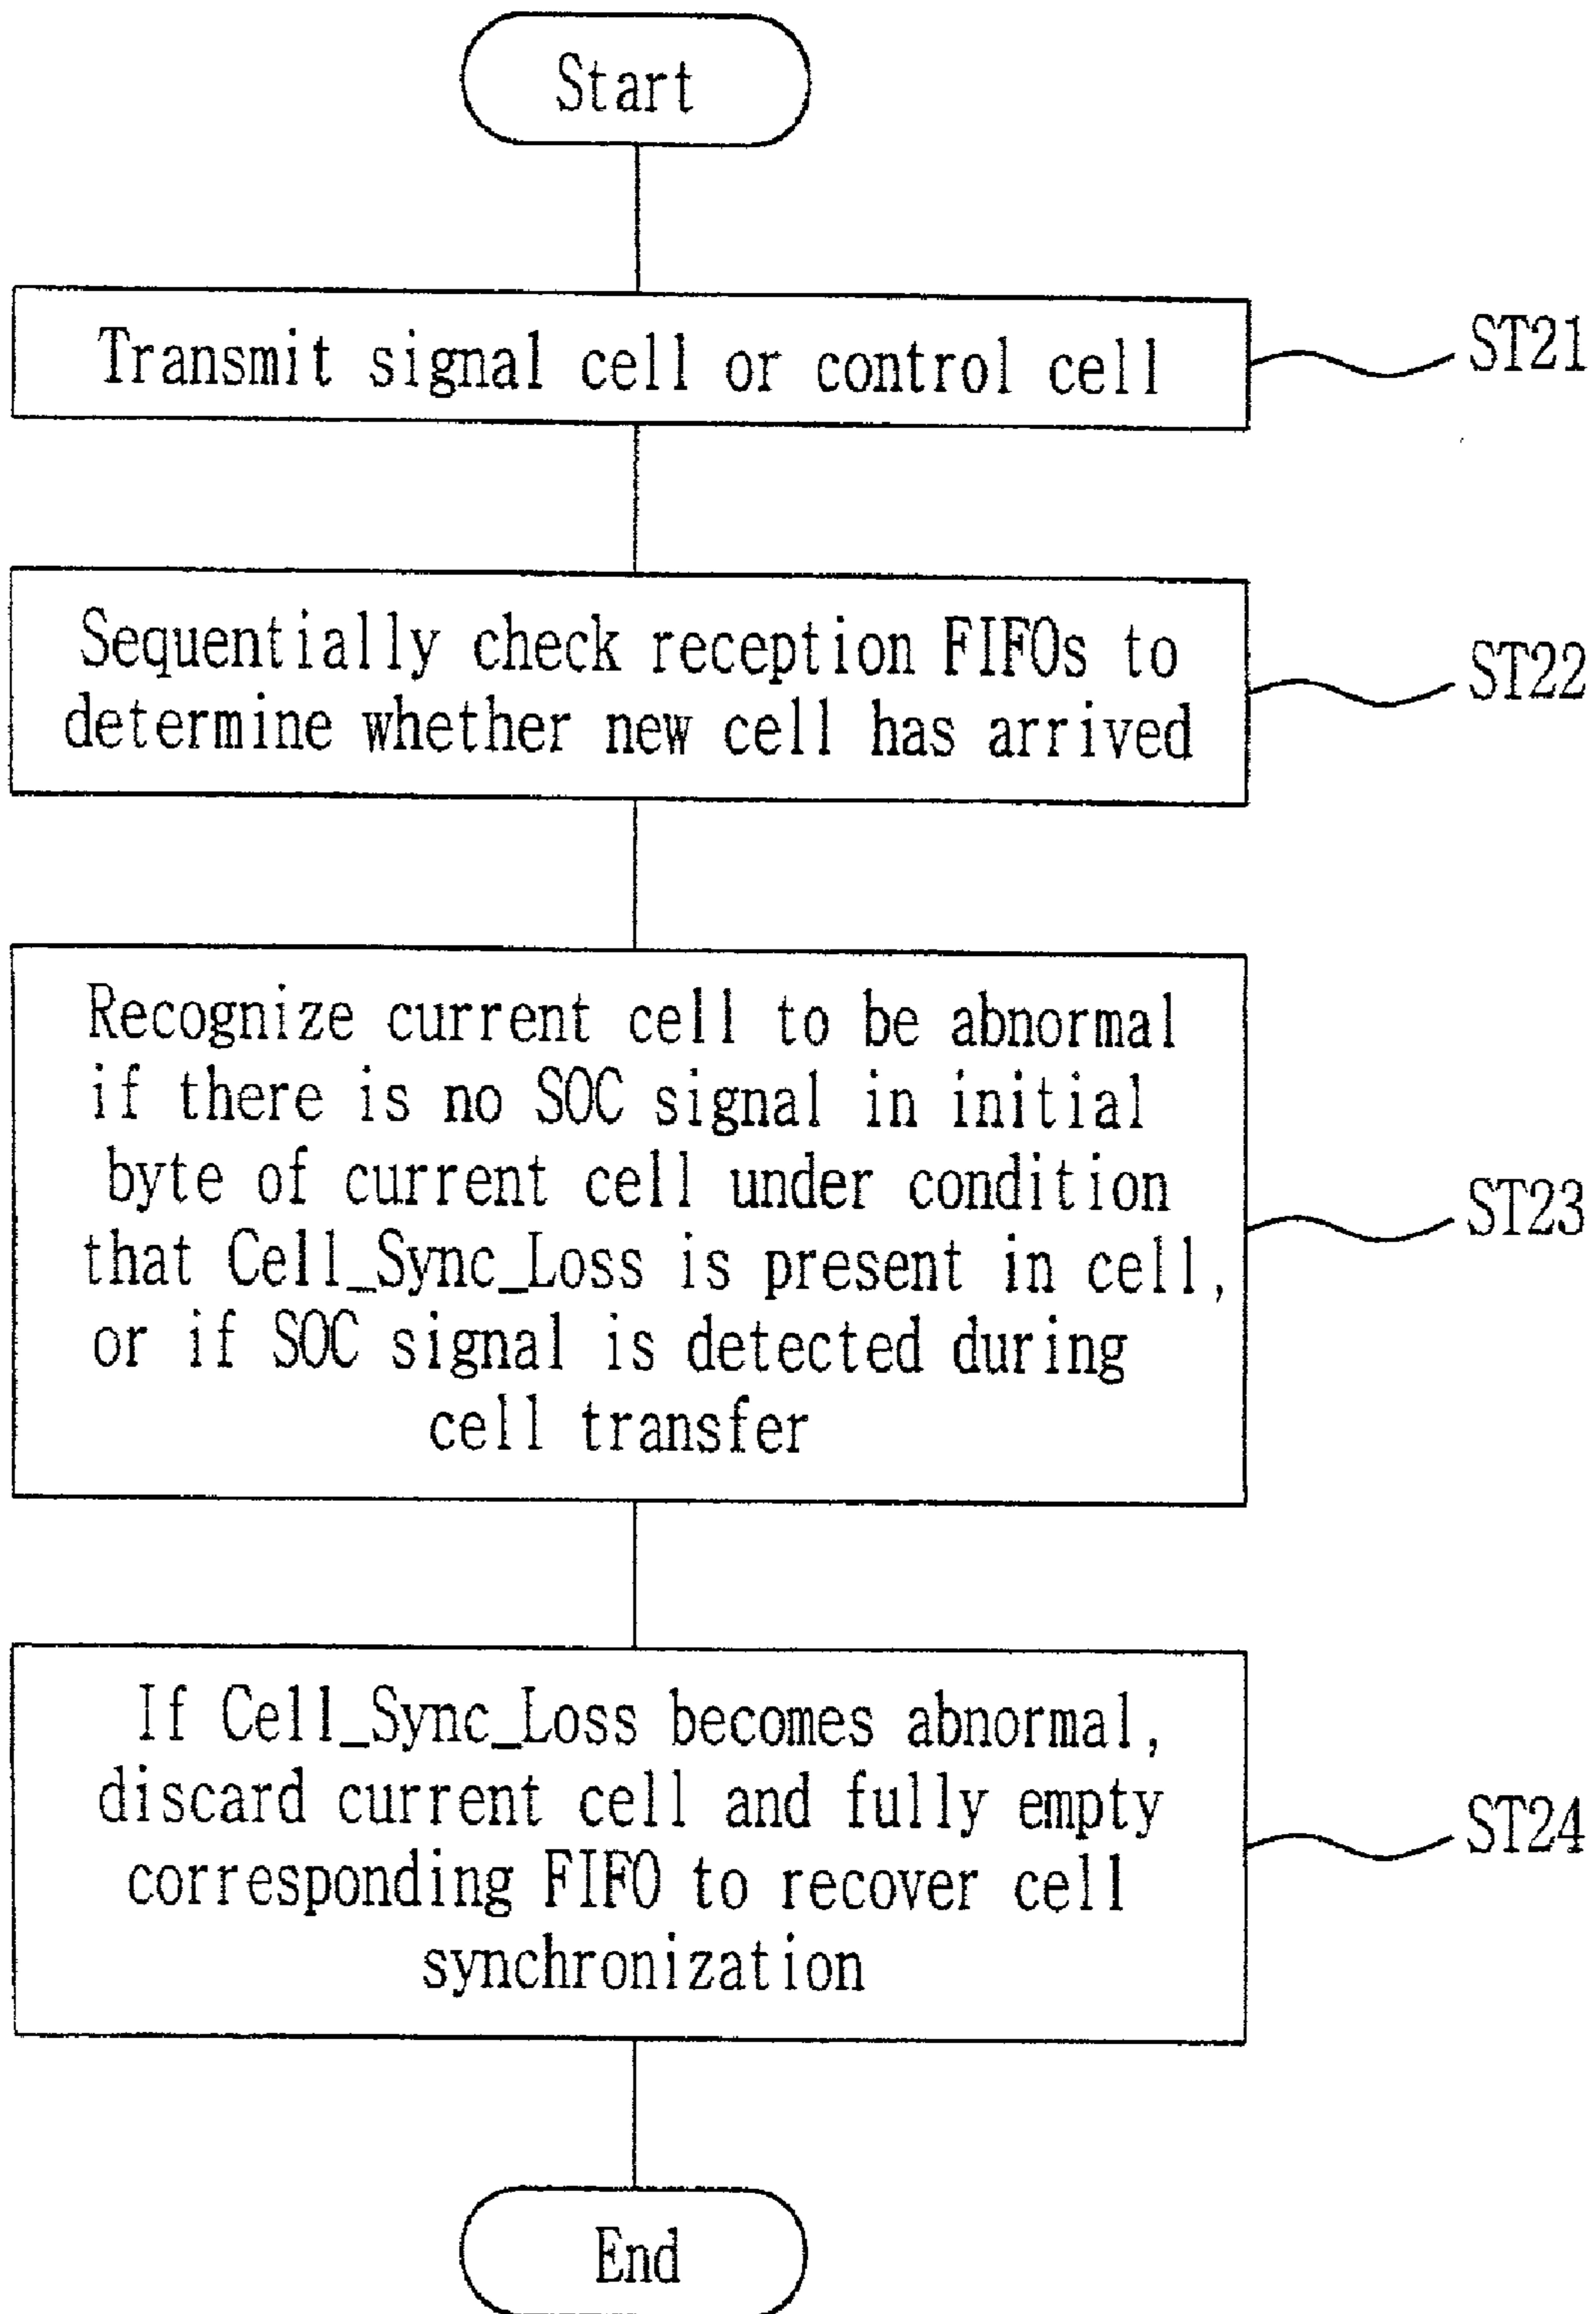 Start
Transmit signal cell or control cell
ST21
Sequentially check reception FIFOs to
determine whether new cell has arrived
ST22
Recognize current cell to be abnormal
if there is no SOC signal in initial
byte of current cell under condition
that Cell_Sync_Loss is present in cell,
or if SOC signal is detected during
cell transfer
ST23
If Cell_Sync_Loss becomes abnormal,
discard current cell and fully empty
corresponding FIFO to recover cell
synchronization
ST24
End